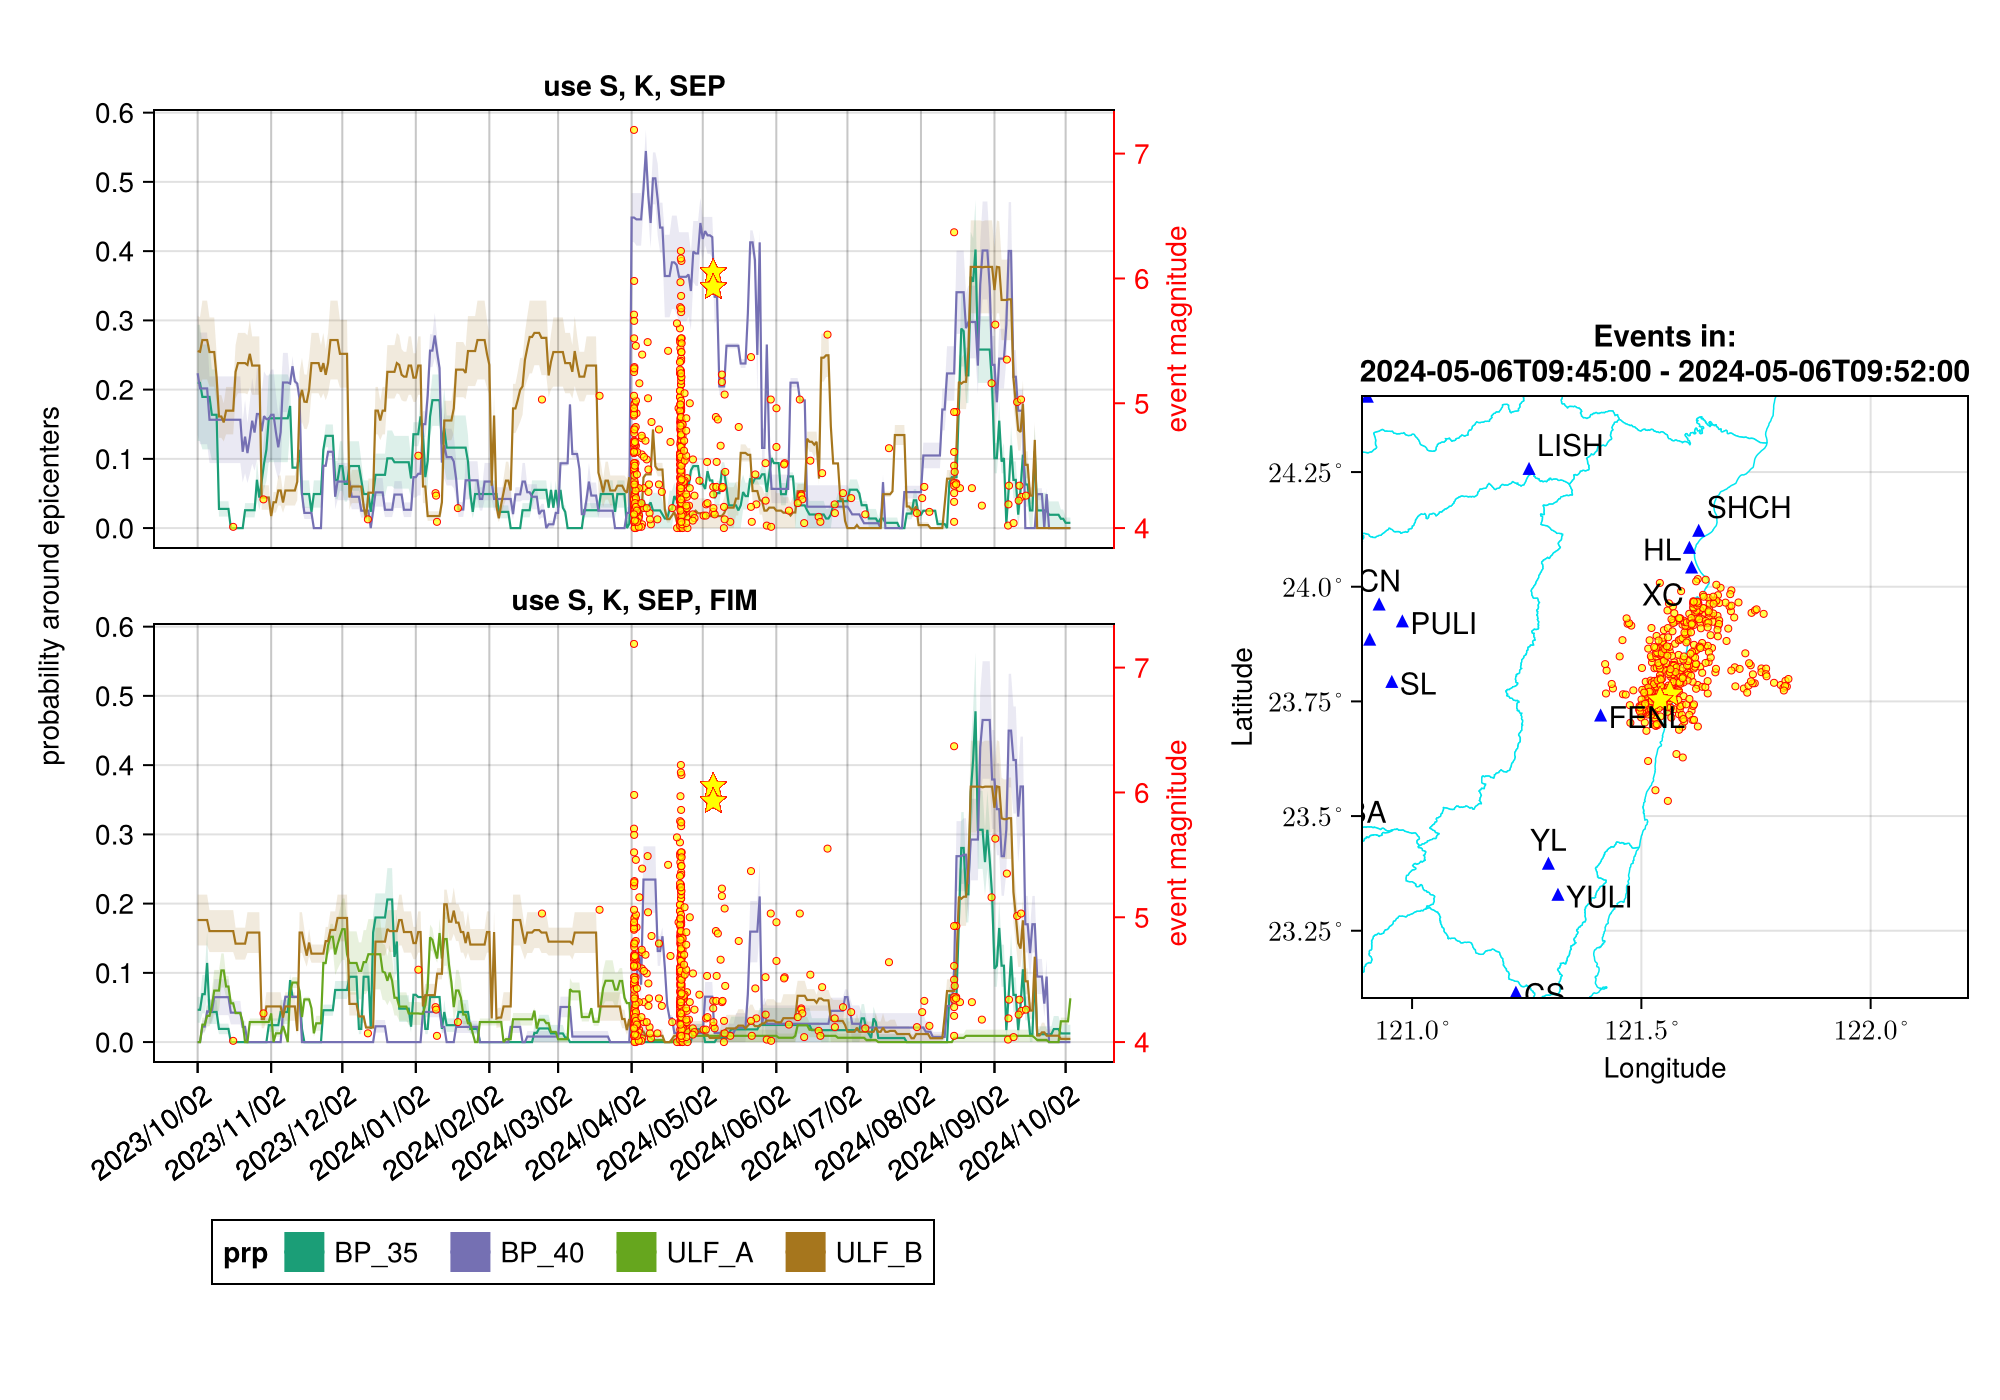 use S, K, SEP
0.6
0.5
0.4
0.3
0.2
0.1
0.0
7
6
5
4
event magnitude
probability around epicenters
use S, K, SEP, FIM
0.6
0.5
0.4
0.3
0.2
0.1
0.0
7
6
5
4
event magnitude
2023/10/02
2023/11/02
2023/12/02
2024/01/02
2024/02/02
2024/03/02
2024/04/02
2024/05/02
2024/06/02
2024/07/02
2024/08/02
2024/09/02
2024/10/02
prp BP_35 BP_40 ULF_A ULF_B
Events in:
2024-05-06T09:45:00 - 2024-05-06T09:52:00
LISH
SHCH
HL
XC
CN
PULI
SL
FENL
YL
YULI
CS
24.25°
24.0°
23.75°
23.5°
23.25°
Latitude
121.0°
121.5°
122.0°
Longitude